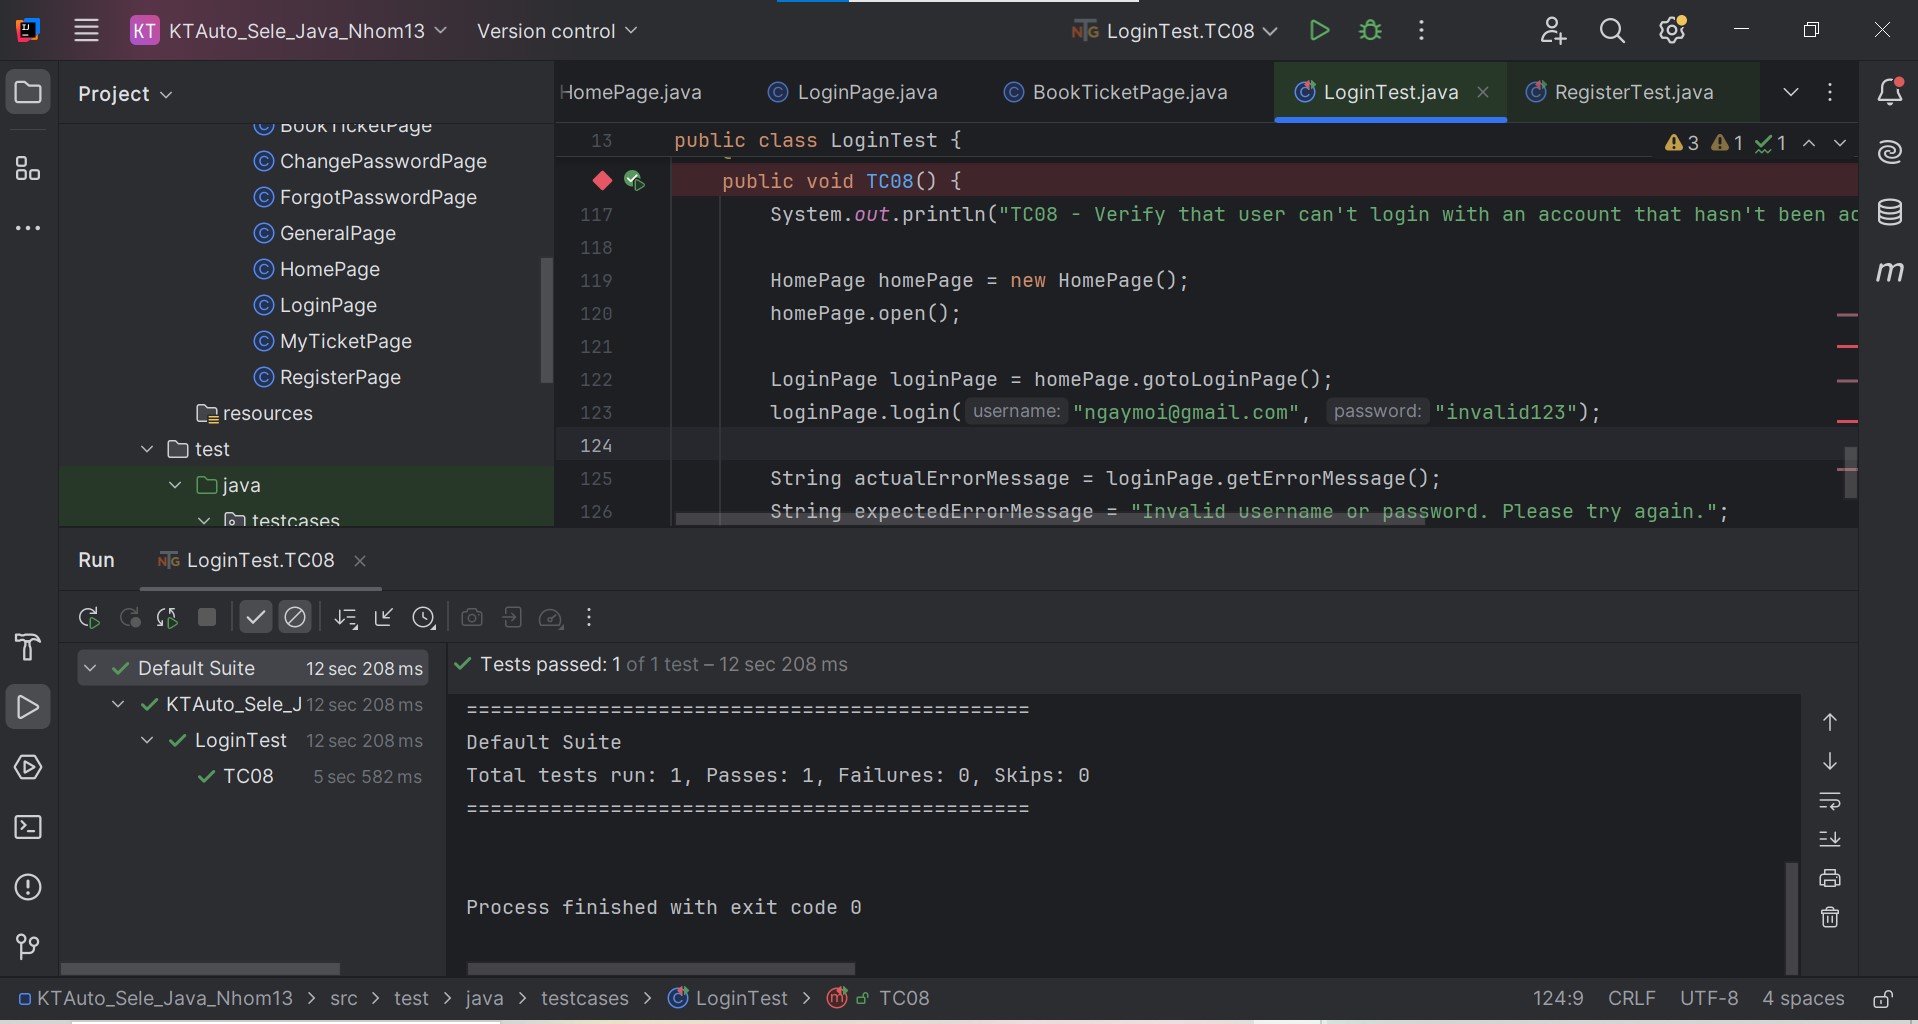 KT KTAuto_Sele_Java_Nhom13 Version control LoginTest.TC08
Project
BookTicketPage
ChangePasswordPage
ForgotPasswordPage
GeneralPage
HomePage
LoginPage
MyTicketPage
RegisterPage
resources
test
java
testcases
HomePage.java LoginPage.java BookTicketPage.java LoginTest.java RegisterTest.java
13 public class LoginTest { 3 1 1
public void TC08() {
117 System.out.println("TC08 - Verify that user can't login with an account that hasn't been ac
118
119 HomePage homePage = new HomePage();
120 homePage.open();
121
122 LoginPage loginPage = homePage.gotoLoginPage();
123 loginPage.login( username: "ngaymoi@gmail.com", password: "invalid123");
124
125 String actualErrorMessage = loginPage.getErrorMessage();
126 String expectedErrorMessage = "Invalid username or password. Please try again.";
Run LoginTest.TC08
Default Suite 12 sec 208 ms
KTAuto_Sele_J 12 sec 208 ms
LoginTest 12 sec 208 ms
TC08 5 sec 582 ms
Tests passed: 1 of 1 test – 12 sec 208 ms
===============================================
Default Suite
Total tests run: 1, Passes: 1, Failures: 0, Skips: 0
===============================================
Process finished with exit code 0
KTAuto_Sele_Java_Nhom13 > src > test > java > testcases > LoginTest > TC08 124:9 CRLF UTF-8 4 spaces